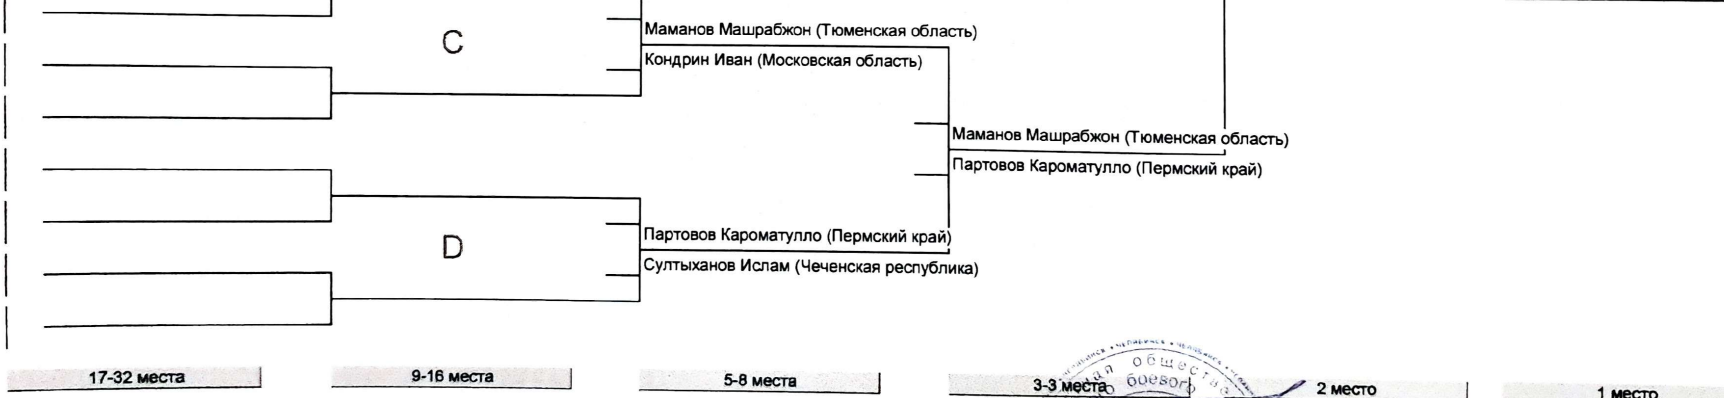 C
Маманов Машрабжон (Тюменская область)
Кондрин Иван (Московская область)
Маманов Машрабжон (Тюменская область)
Партовов Кароматулло (Пермский край)
D
Партовов Кароматулло (Пермский край)
Султыханов Ислам (Чеченская республика)
17-32 места
9-16 места
5-8 места
3-3 места
2 место
1 место
боевого